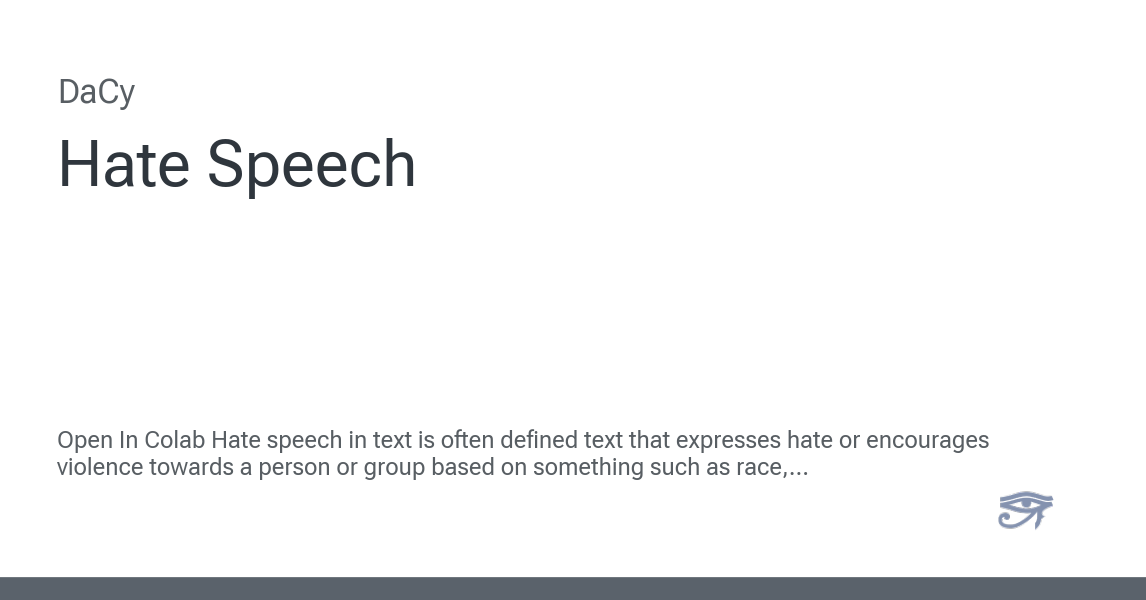 DaCy
Hate Speech
Open In Colab Hate speech in text is often defined text that expresses hate or encourages
violence towards a person or group based on something such as race,...